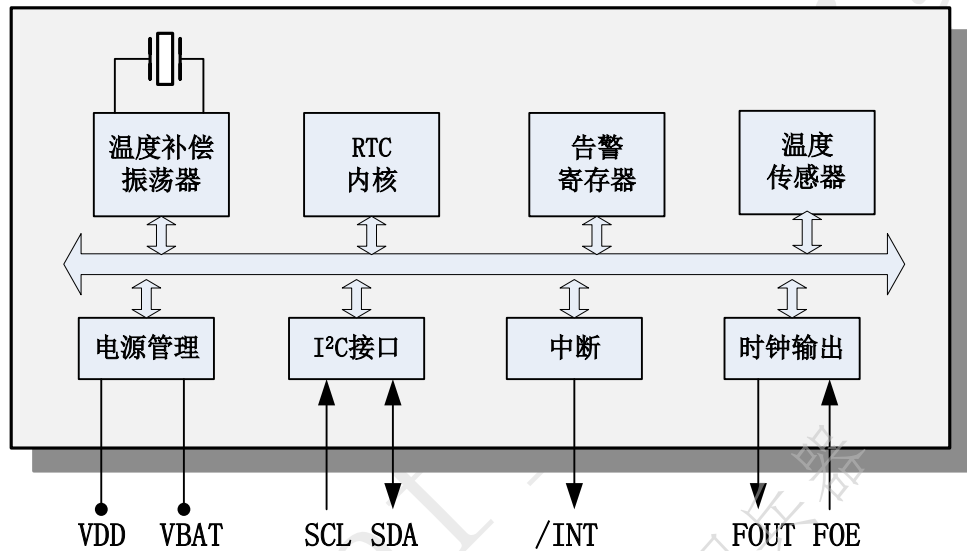 温度补偿
振荡器
RTC
内核
告警
寄存器
温度
传感器
电源管理
I²C接口
中断
时钟输出
VDD VBAT SCL SDA /INT FOUT FOE